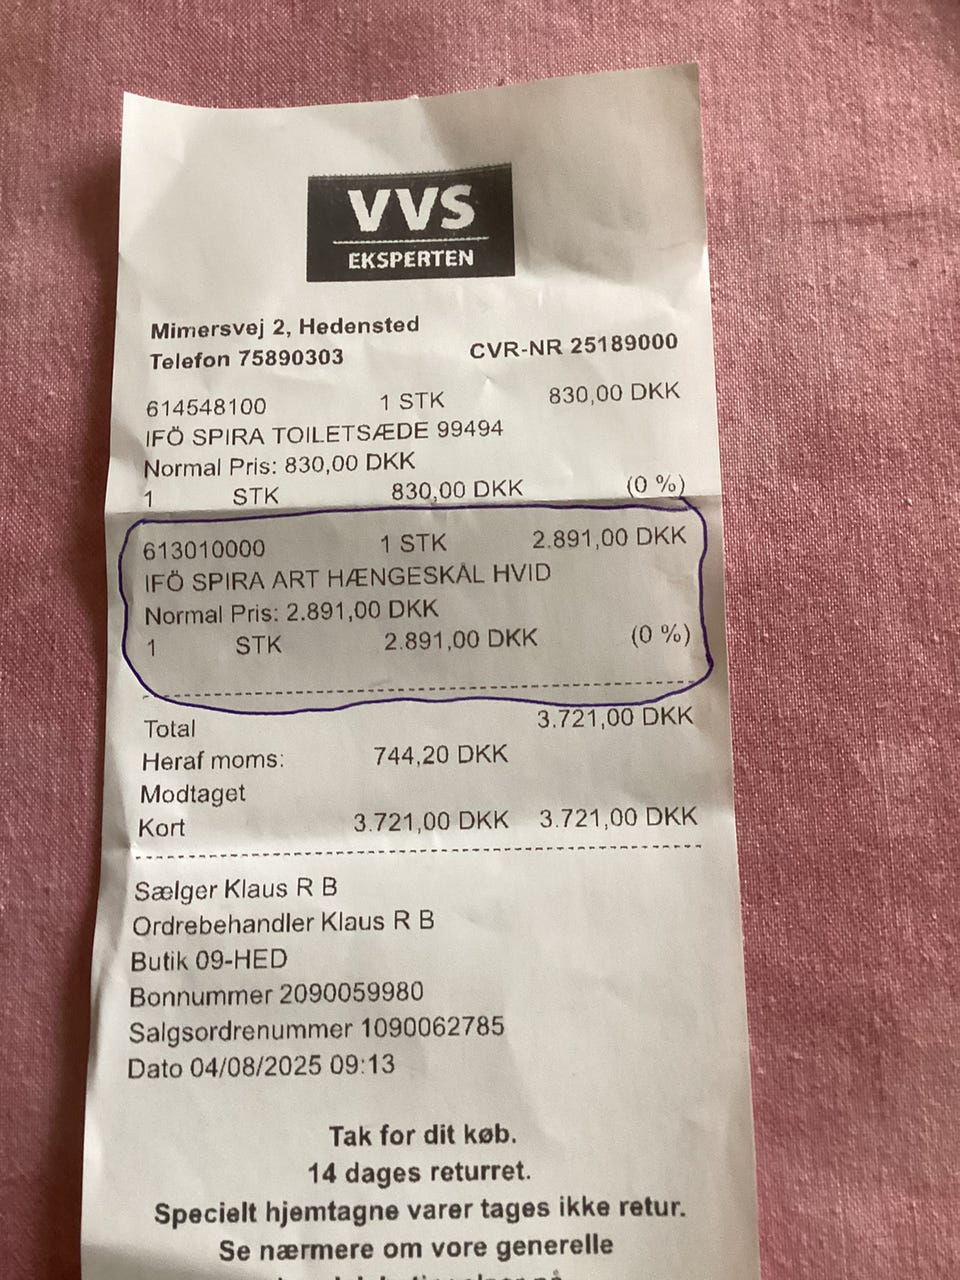 VVS
EKSPERTEN
Mimersvej 2, Hedensted
Telefon 75890303 CVR-NR 25189000
614548100 1 STK 830,00 DKK
IFÖ SPIRA TOILETSÆDE 99494
Normal Pris: 830,00 DKK
1 STK 830,00 DKK (0 %)
613010000 1 STK 2.891,00 DKK
IFÖ SPIRA ART HÆNGESKÅL HVID
Normal Pris: 2.891,00 DKK
1 STK 2.891,00 DKK (0 %)
Total 3.721,00 DKK
Heraf moms: 744,20 DKK
Modtaget
Kort 3.721,00 DKK 3.721,00 DKK
Sælger Klaus R B
Ordrebehandler Klaus R B
Butik 09-HED
Bonnummer 2090059980
Salgsordrenummer 1090062785
Dato 04/08/2025 09:13
Tak for dit køb.
14 dages returret.
Specielt hjemtagne varer tages ikke retur.
Se nærmere om vore generelle